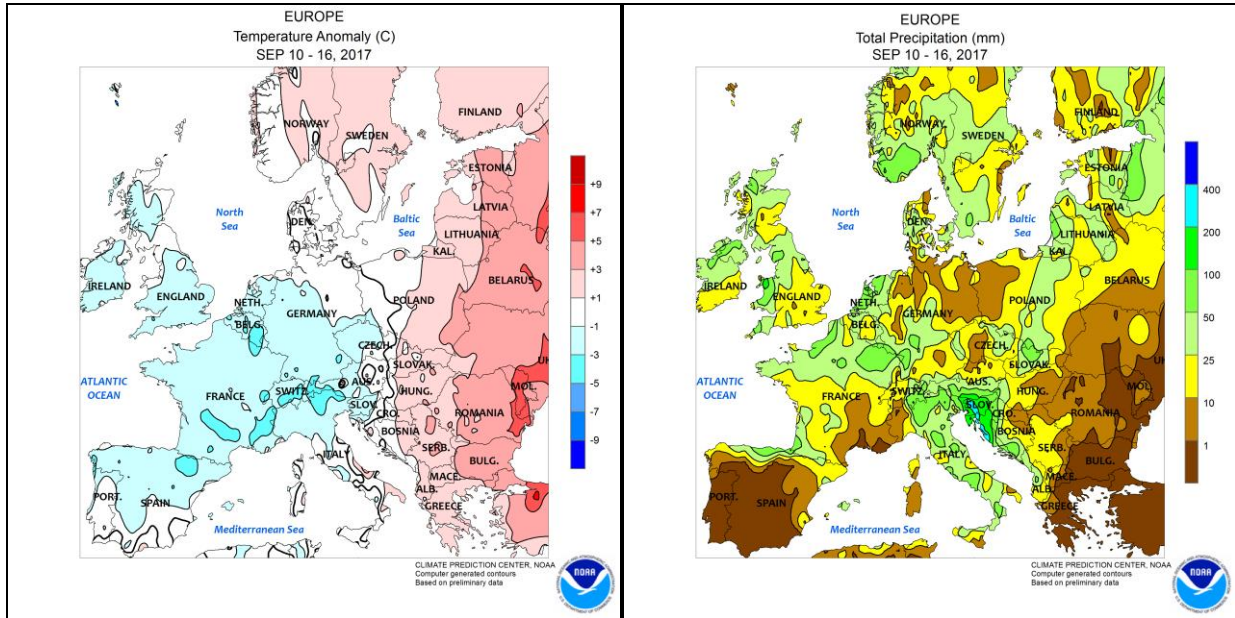 EUROPE
Temperature Anomaly (C)
SEP 10 - 16, 2017
FINLAND
NORWAY
SWEDEN
ESTONIA
North
Sea
LATVIA
DEN.
Baltic
Sea
LITHUANIA
KAL.
IRELAND
ENGLAND
BELARUS
NETH.
POLAND
GERMANY
BELG.
CZECH.
SLOVAK.
UK
ATLANTIC
OCEAN
FRANCE
SWITZ.
AUS.
HUNG.
MOL.
SLOV.
CRO.
ROMANIA
BOSNIA
ITALY
SERB.
BULG.
PORT.
SPAIN
MACE.
ALB.
GREECE
Mediterranean Sea
+9
+7
+5
+3
+1
-1
-3
-5
-7
-9
CLIMATE PREDICTION CENTER, NOAA
Computer generated contours
Based on preliminary data
NOAA
EUROPE
Total Precipitation (mm)
SEP 10 - 16, 2017
FINLAND
NORWAY
SWEDEN
ESTONIA
North
Sea
LATVIA
DEN.
Baltic
Sea
LITHUANIA
KAL.
IRELAND
ENGLAND
BELARUS
NETH.
POLAND
GERMANY
BELG.
CZECH.
SLOVAK.
UK
ATLANTIC
OCEAN
FRANCE
SWITZ.
AUS.
HUNG.
MOL.
SLOV.
CRO.
ROMANIA
BOSNIA
ITALY
SERB.
BULG.
PORT.
SPAIN
MACE.
ALB.
GREECE
Mediterranean Sea
400
200
100
50
25
10
1
CLIMATE PREDICTION CENTER, NOAA
Computer generated contours
Based on preliminary data
NOAA